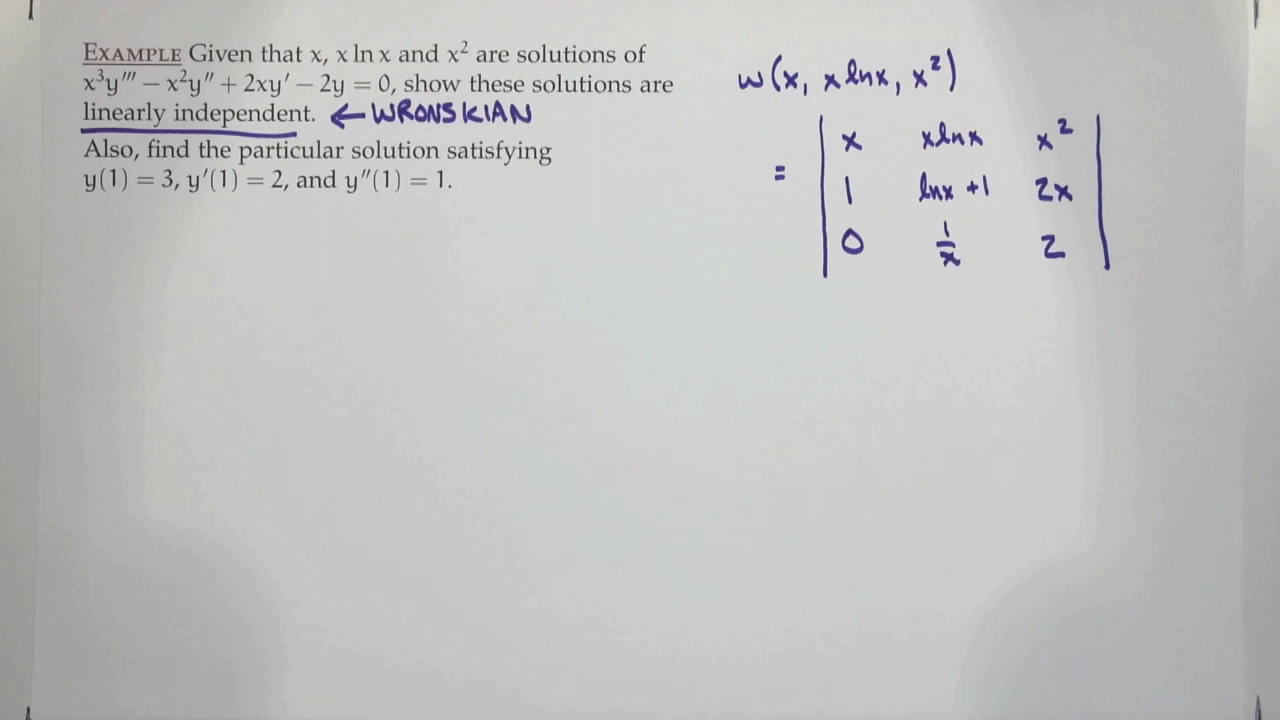 EXAMPLE Given that x, x ln x and x² are solutions of
x³y‴ − x²y″ + 2xy′ − 2y = 0, show these solutions are
linearly independent. ← WRONSKIAN
Also, find the particular solution satisfying
y(1) = 3, y′(1) = 2, and y″(1) = 1.
W(x, x lnx, x²)
= | x xlnx x² |
| 1 lnx +1 2x |
| 0 1/x 2 |